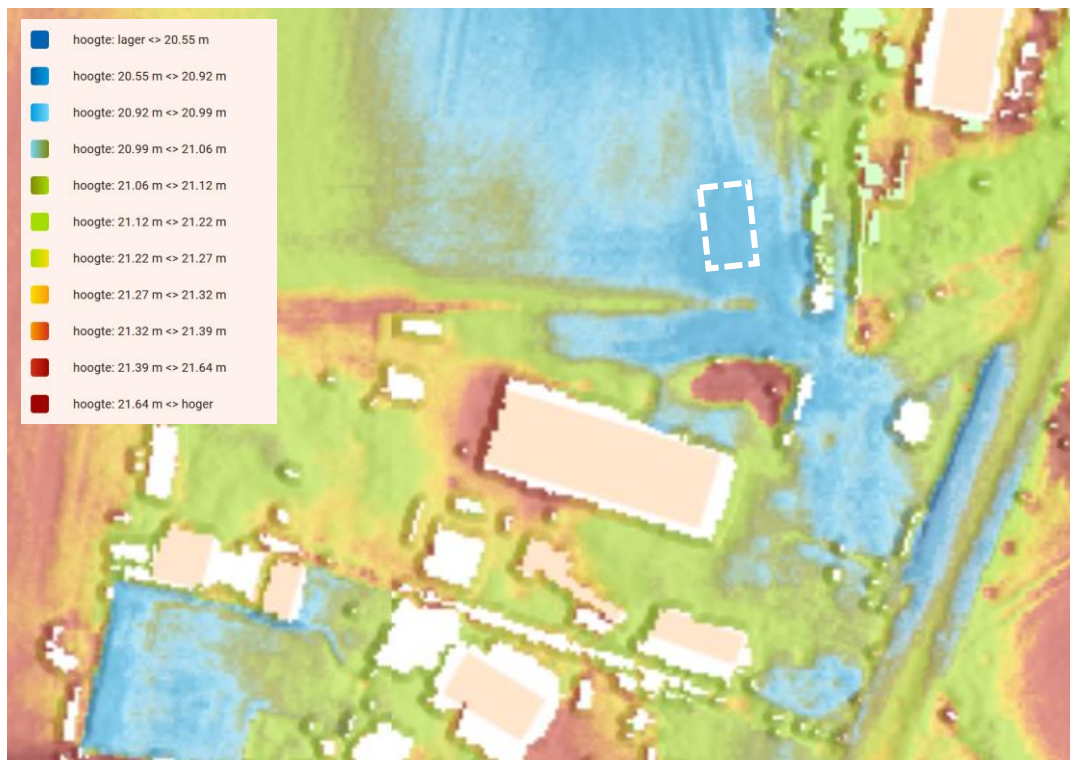 hoogte: lager <> 20.55 m
hoogte: 20.55 m <> 20.92 m
hoogte: 20.92 m <> 20.99 m
hoogte: 20.99 m <> 21.06 m
hoogte: 21.06 m <> 21.12 m
hoogte: 21.12 m <> 21.22 m
hoogte: 21.22 m <> 21.27 m
hoogte: 21.27 m <> 21.32 m
hoogte: 21.32 m <> 21.39 m
hoogte: 21.39 m <> 21.64 m
hoogte: 21.64 m <> hoger